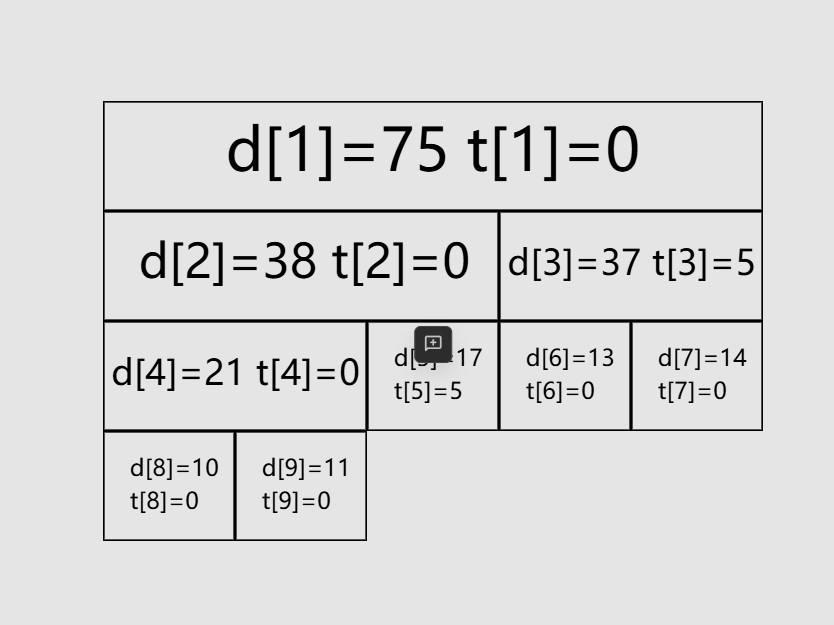 d[1]=75 t[1]=0
d[2]=38 t[2]=0
d[3]=37 t[3]=5
d[4]=21 t[4]=0
=17
t[5]=5
d[6]=13
t[6]=0
d[7]=14
t[7]=0
d[8]=10
t[8]=0
d[9]=11
t[9]=0